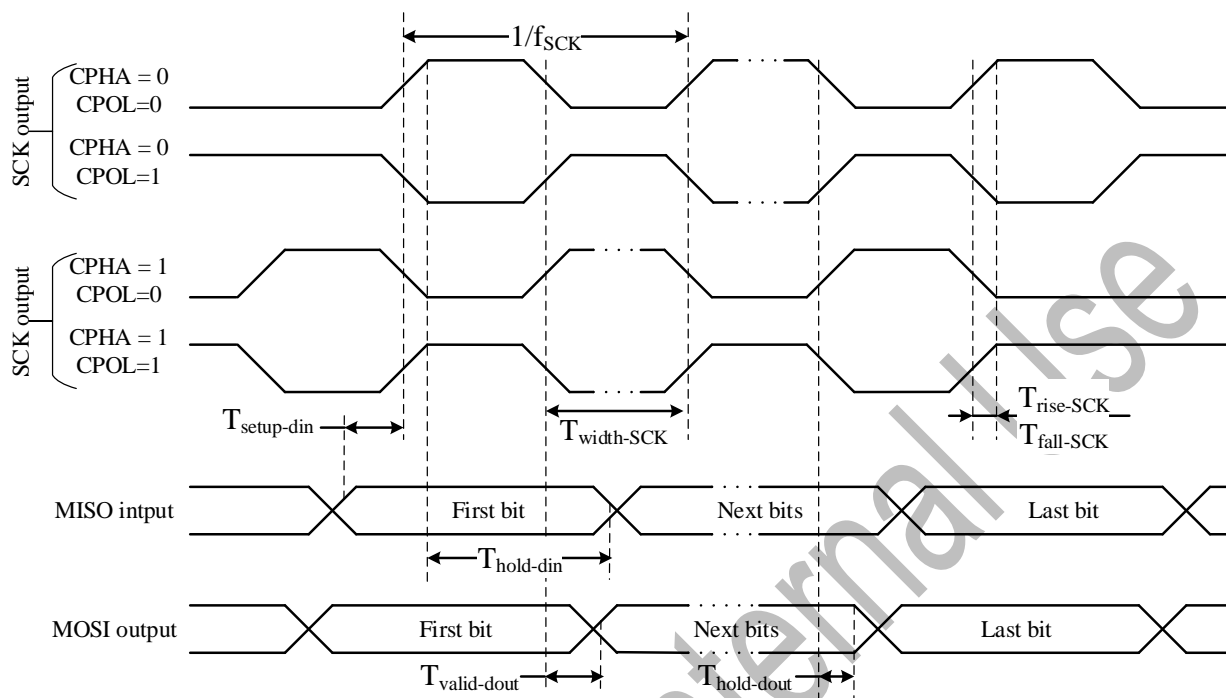 1/fSCK
SCK output
CPHA = 0
CPOL=0
CPHA = 0
CPOL=1
SCK output
CPHA = 1
CPOL=0
CPHA = 1
CPOL=1
Tsetup-din
Twidth-SCK
Trise-SCK
Tfall-SCK
MISO intput
First bit
Next bits
Last bit
Thold-din
MOSI output
First bit
Next bits
Last bit
Tvalid-dout
Thold-dout
ternal Use